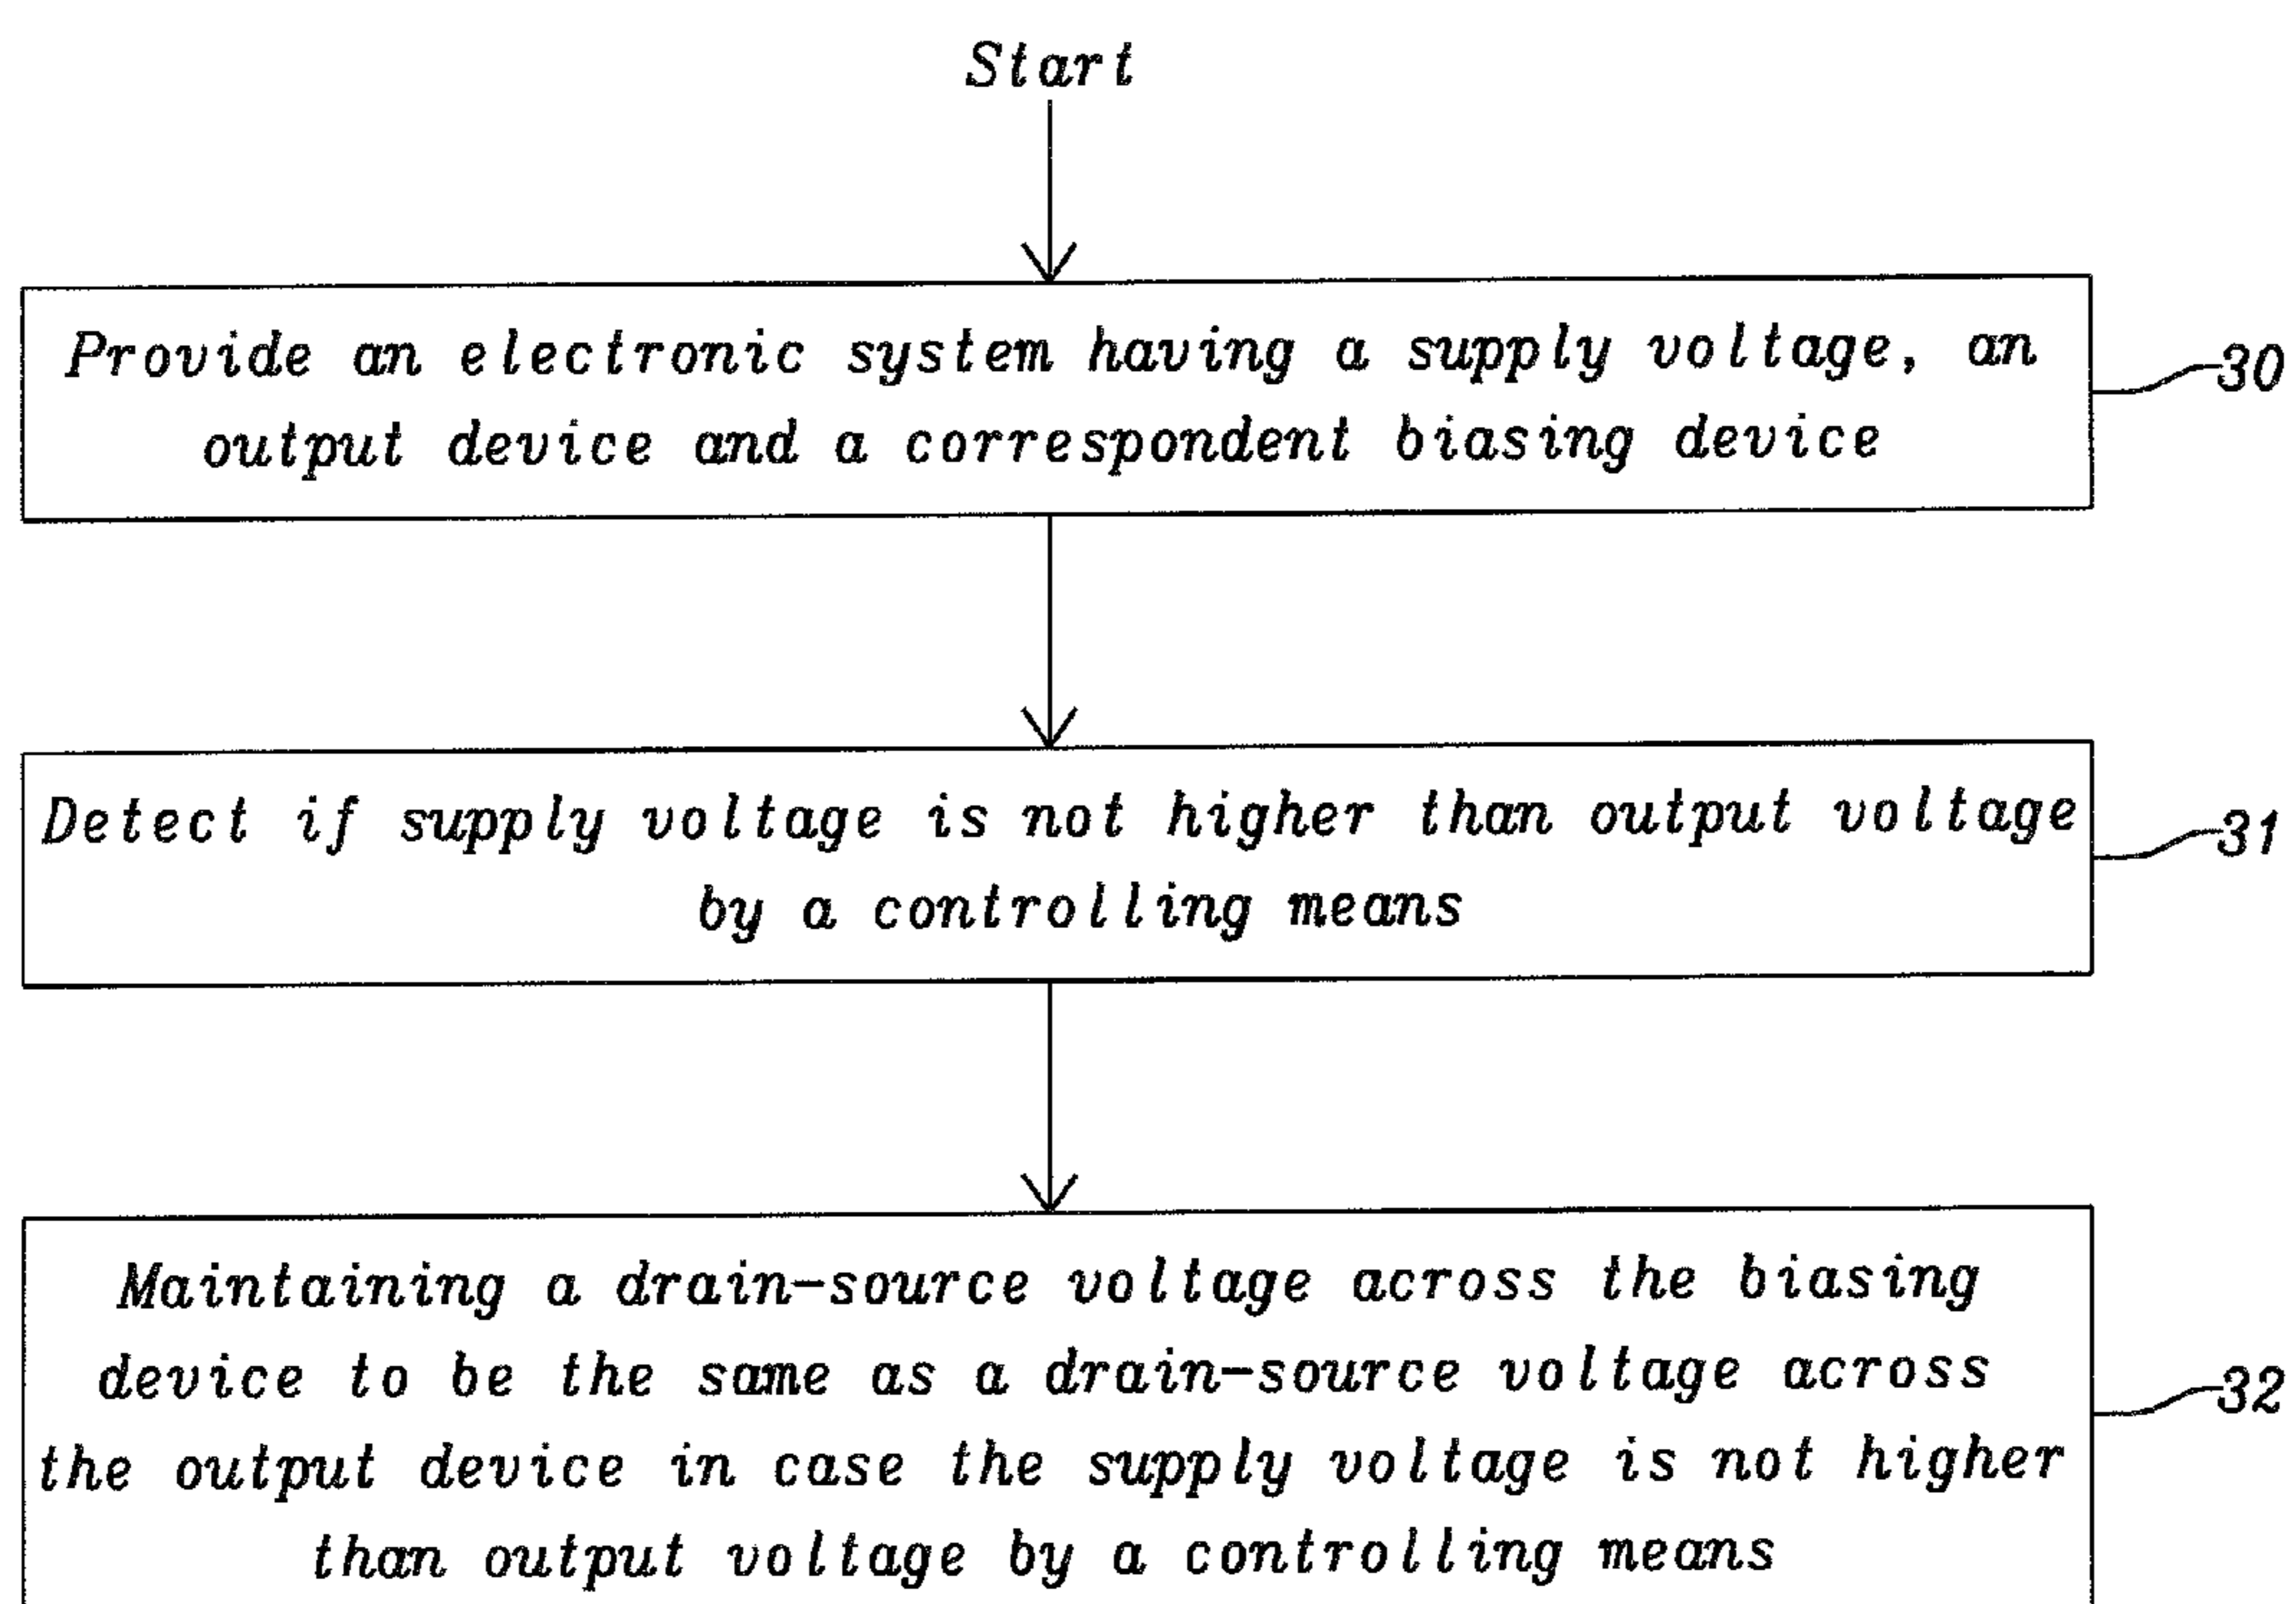 Start
Provide an electronic system having a supply voltage, an
output device and a correspondent biasing device
30
Detect if supply voltage is not higher than output voltage
by a controlling means
31
Maintaining a drain-source voltage across the biasing
device to be the same as a drain-source voltage across
the output device in case the supply voltage is not higher
than output voltage by a controlling means
32